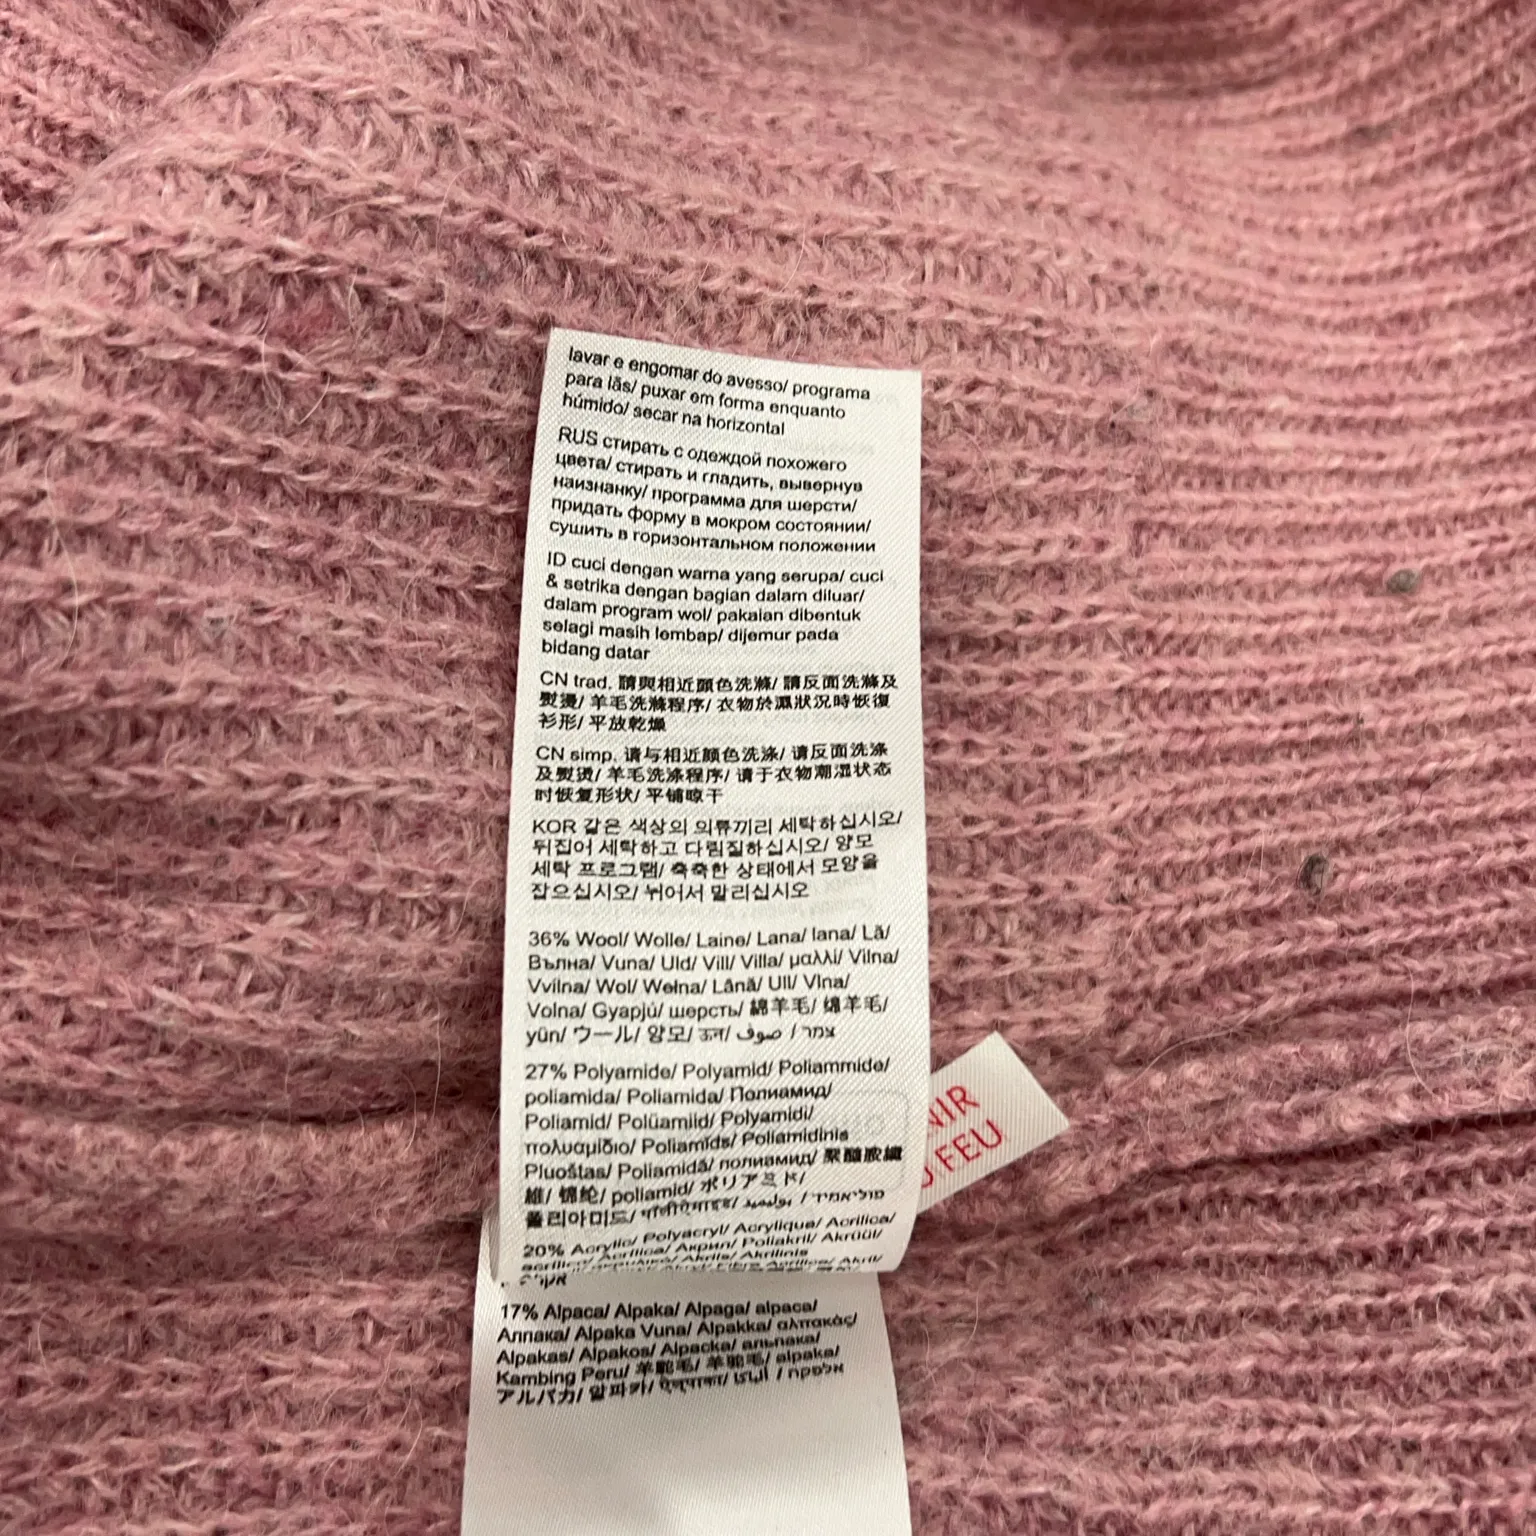 lavar e engomar do avesso/ programa
para lãs/ puxar em forma enquanto
húmido/ secar na horizontal
RUS стирать с одеждой похожего
цвета/ стирать и гладить, вывернув
наизнанку/ программа для шерсти/
придать форму в мокром состоянии/
сушить в горизонтальном положении
ID cuci dengan warna yang serupa/ cuci
& setrika dengan bagian dalam diluar/
dalam program wol/ pakaian dibentuk
selagi masih lembap/ dijemur pada
bidang datar
CN trad. 請與相近顏色洗滌/ 請反面洗滌及
熨燙/ 羊毛洗滌程序/ 衣物於濕狀況時恢復
衫形/ 平放乾燥
CN simp. 请与相近颜色洗涤/ 请反面洗涤
及熨烫/ 羊毛洗涤程序/ 请于衣物潮湿状态
时恢复形状/ 平铺晾干
KOR 같은 색상의 의류끼리 세탁하십시오/
뒤집어 세탁하고 다림질하십시오/ 양모
세탁 프로그램/ 축축한 상태에서 모양을
잡으십시오/ 뉘어서 말리십시오
36% Wool/ Wolle/ Laine/ Lana/ lana/ Lã/
Вълна/ Vuna/ Uld/ Vill/ Villa/ μαλλί/ Vilna/
Vvilna/ Wol/ Wełna/ Lână/ Ull/ Vlna/
Volna/ Gyapjú/ шерсть/ 綿羊毛/ 绵羊毛/
yün/ ウール/ 양모/ ऊन/ صوف / צמר
27% Polyamide/ Polyamid/ Poliammide/
poliamida/ Poliamida/ Полиамид/
Poliamid/ Polüamiid/ Polyamidi/
πολυαμίδιο/ Poliamīds/ Poliamidinis
Pluoštas/ Poliamidă/ полиамид/ 聚醯胺纖
維/ 锦纶/ poliamid/ ポリアミド/
폴리아미드/ पॉलीऐमाइड/ بوليميد / פוליאמיד
20% Acrylic/ Polyacryl/ Acrylique/ Acrilica/
acrílico/ Acrílica/ Акрил/ Poliakril/ Akrüül/
17% Alpaca/ Alpaka/ Alpaga/ alpaca/
Алпака/ Alpaka Vuna/ Alpakka/ αλπακάς/
Alpakas/ Alpakos/ Alpacka/ альпака/
Kambing Peru/ 羊駝毛/ 羊驼毛/ alpaka/
アルパカ/ 알파카/ ألباكا / אלפקה
NIR
U FEU